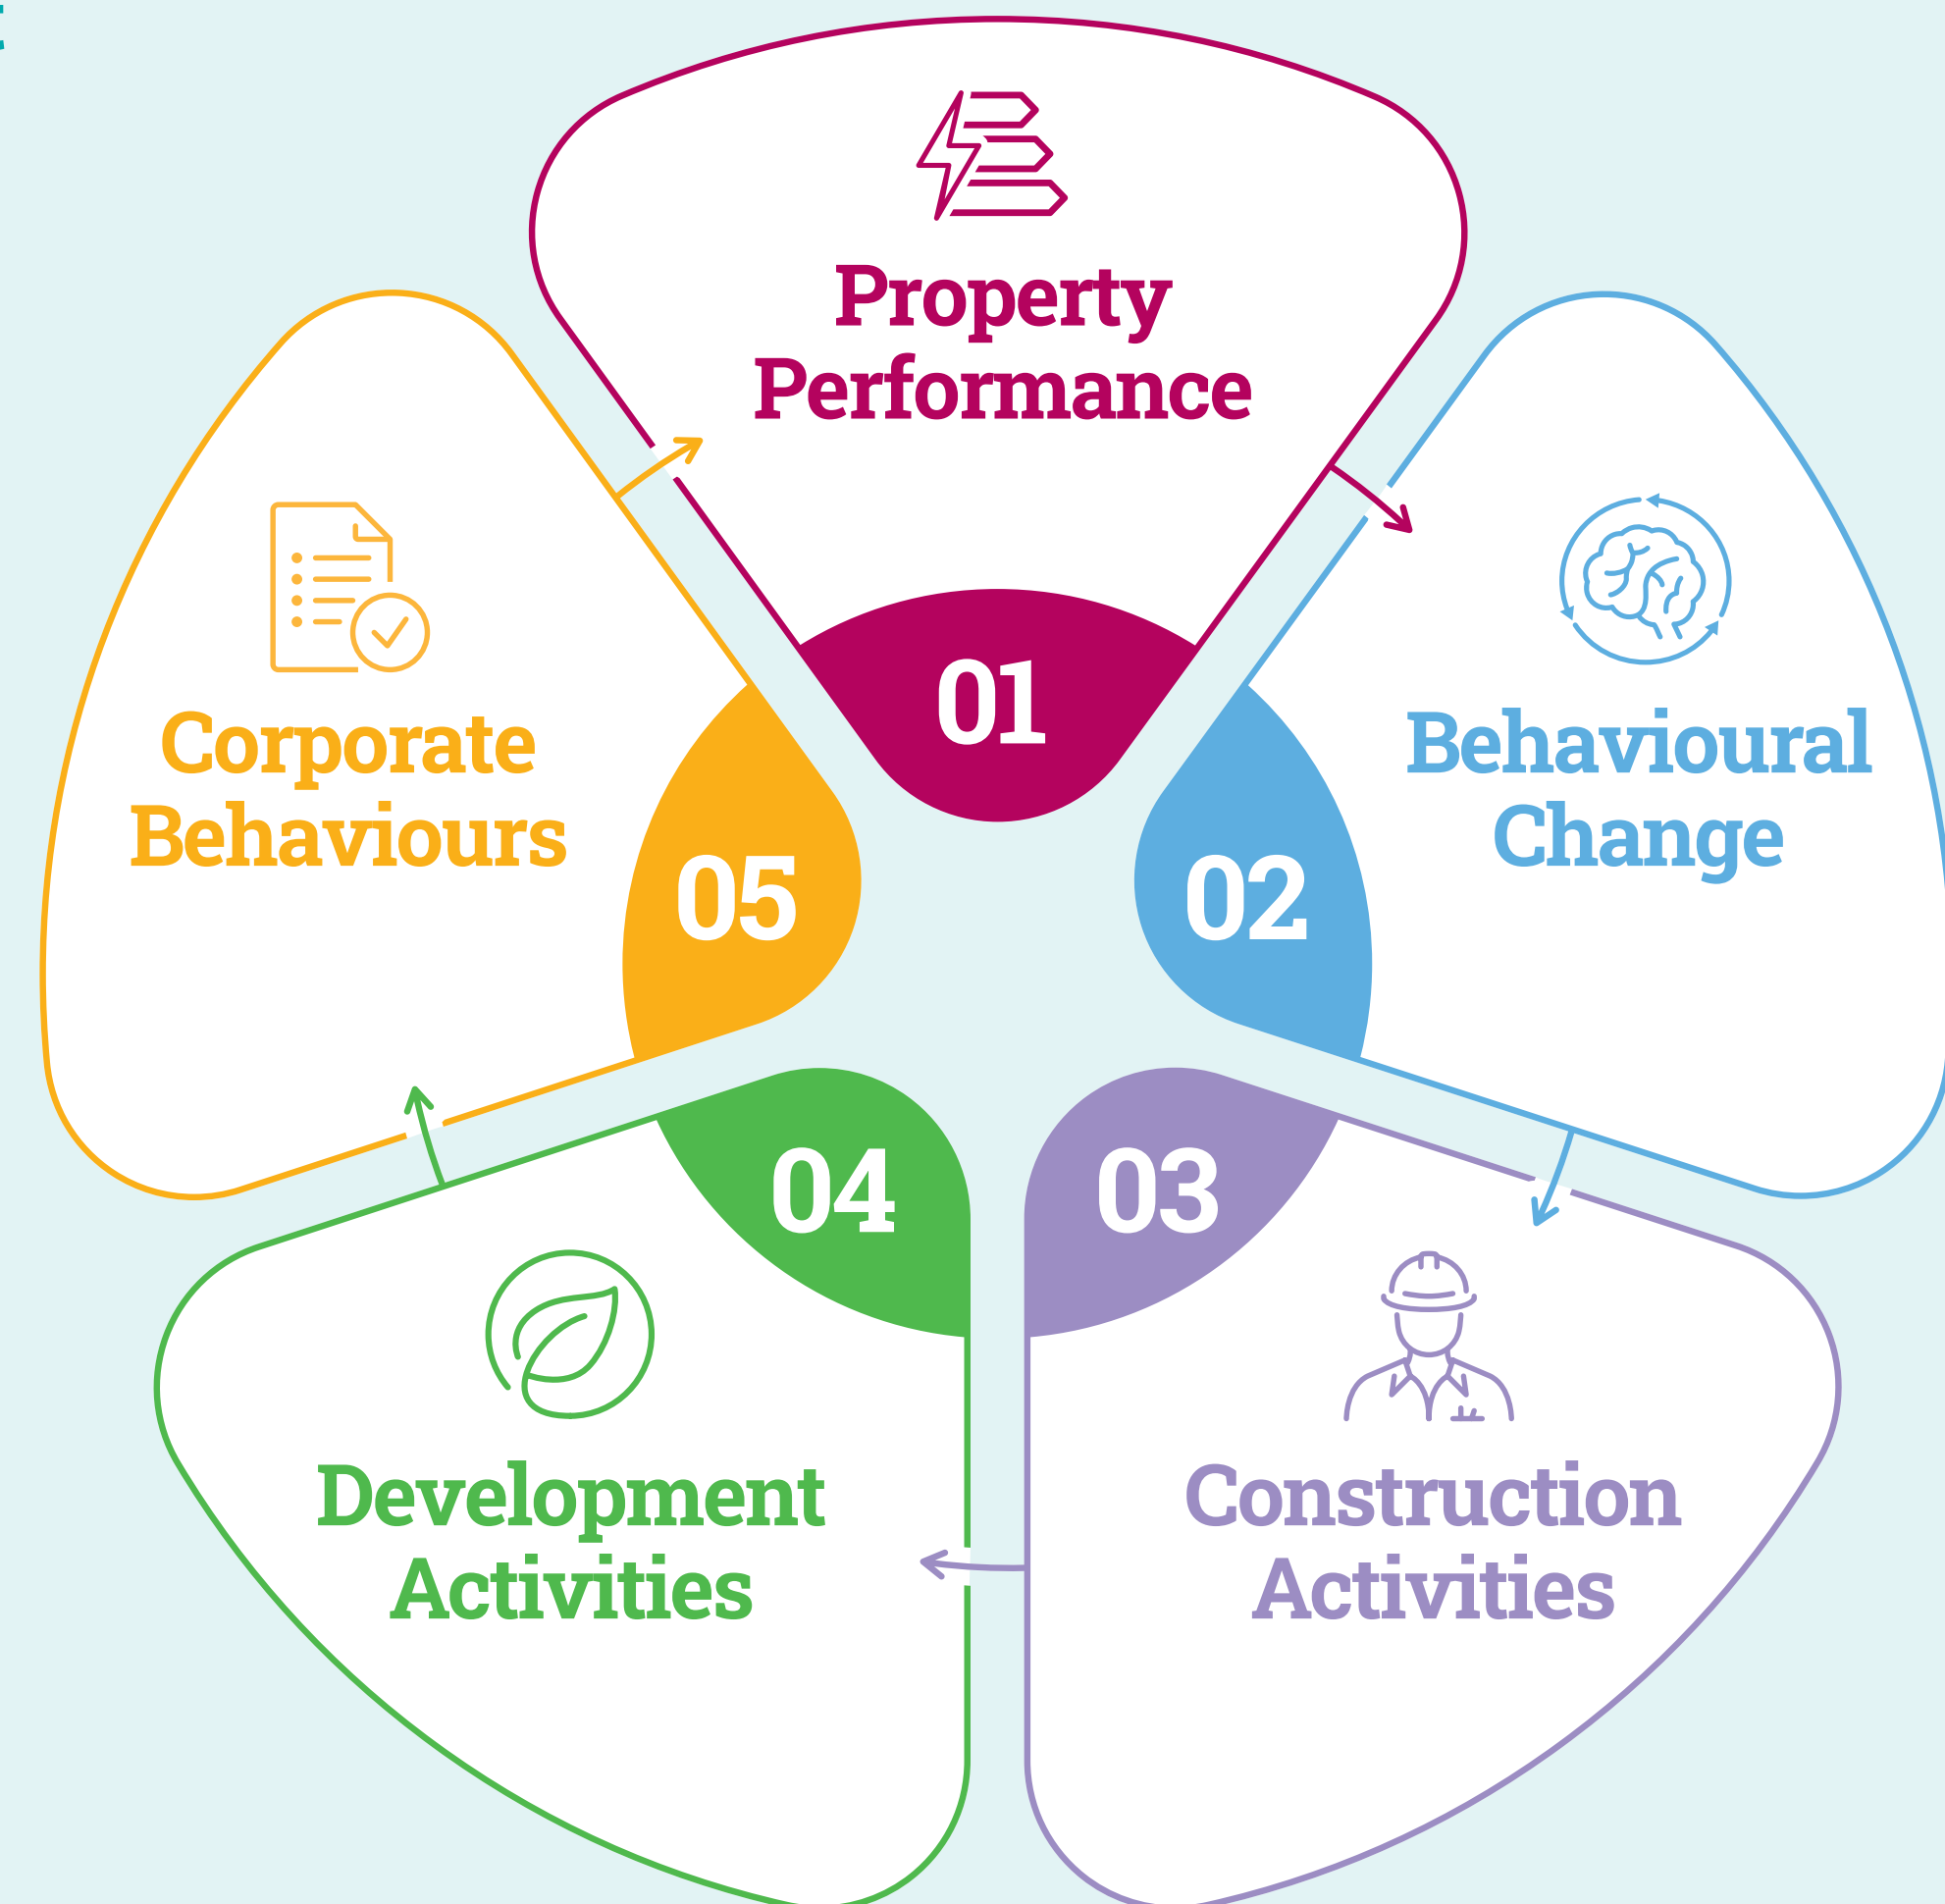 Property
Performance
01
Behavioural
Change
02
03
Construction
Activities
04
Development
Activities
Corporate
Behaviours
05